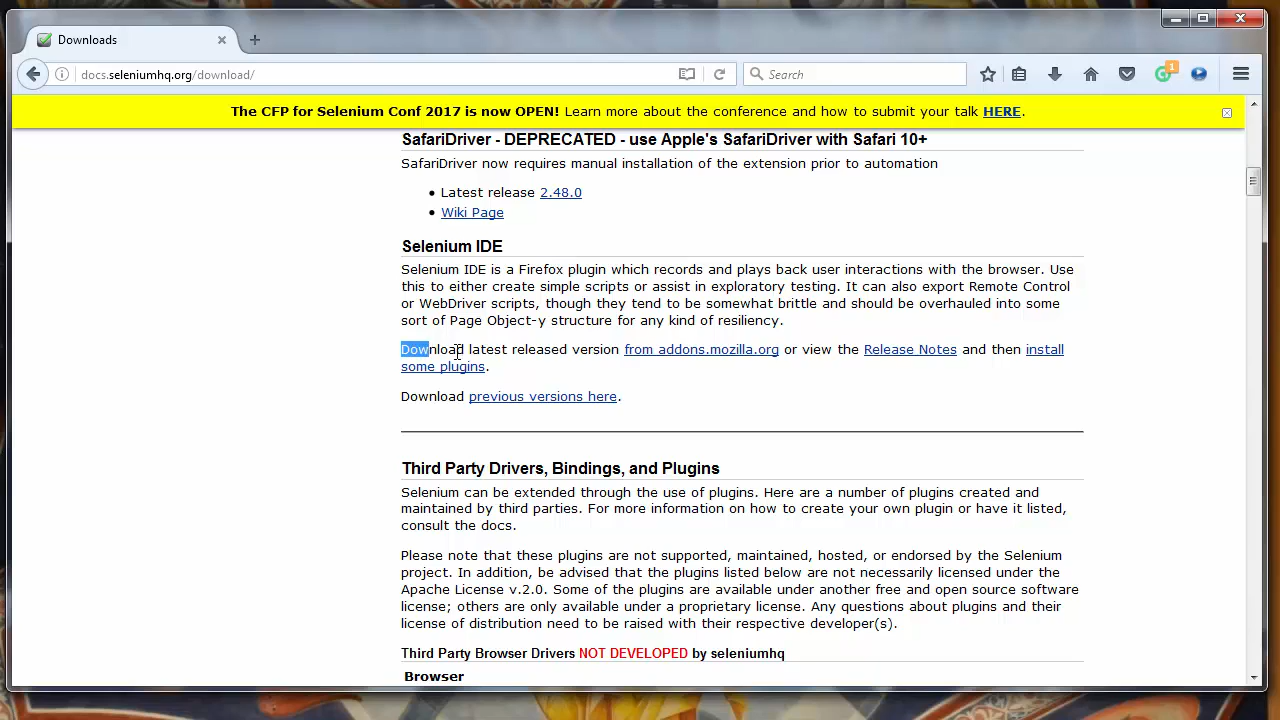 Downloads
docs.seleniumhq.org/download/
Search
1
The CFP for Selenium Conf 2017 is now OPEN! Learn more about the conference and how to submit your talk HERE.
SafariDriver - DEPRECATED - use Apple's SafariDriver with Safari 10+
SafariDriver now requires manual installation of the extension prior to automation
• Latest release 2.48.0
• Wiki Page
Selenium IDE
Selenium IDE is a Firefox plugin which records and plays back user interactions with the browser. Use
this to either create simple scripts or assist in exploratory testing. It can also export Remote Control
or WebDriver scripts, though they tend to be somewhat brittle and should be overhauled into some
sort of Page Object-y structure for any kind of resiliency.
Download latest released version from addons.mozilla.org or view the Release Notes and then install
some plugins.
Download previous versions here.
Third Party Drivers, Bindings, and Plugins
Selenium can be extended through the use of plugins. Here are a number of plugins created and
maintained by third parties. For more information on how to create your own plugin or have it listed,
consult the docs.
Please note that these plugins are not supported, maintained, hosted, or endorsed by the Selenium
project. In addition, be advised that the plugins listed below are not necessarily licensed under the
Apache License v.2.0. Some of the plugins are available under another free and open source software
license; others are only available under a proprietary license. Any questions about plugins and their
license of distribution need to be raised with their respective developer(s).
Third Party Browser Drivers NOT DEVELOPED by seleniumhq
Browser